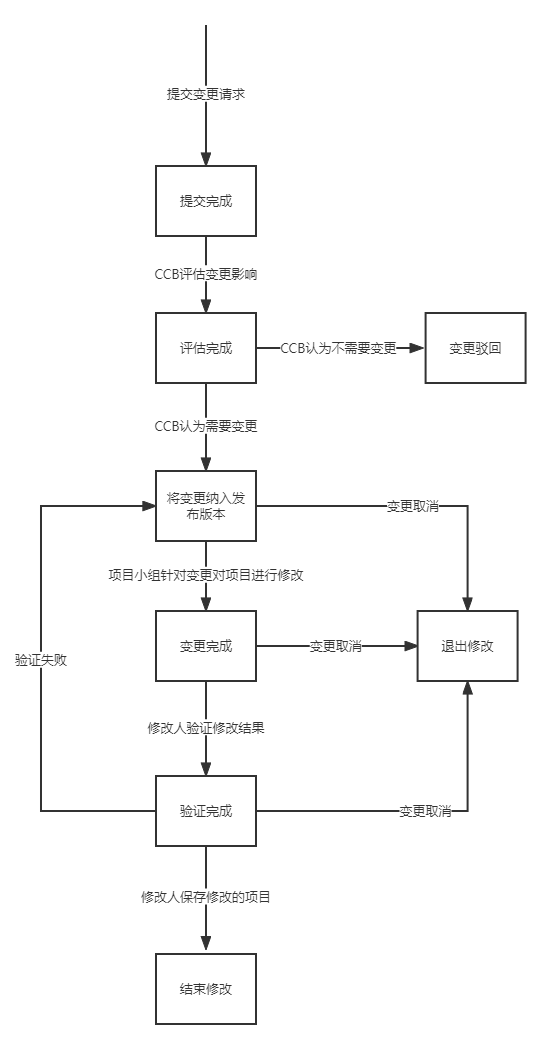 提交变更请求
提交完成
CCB评估变更影响
评估完成
CCB认为不需要变更
变更驳回
CCB认为需要变更
将变更纳入发
布版本
变更取消
项目小组针对变更对项目进行修改
变更完成
变更取消
退出修改
验证失败
修改人验证修改结果
验证完成
变更取消
修改人保存修改的项目
结束修改